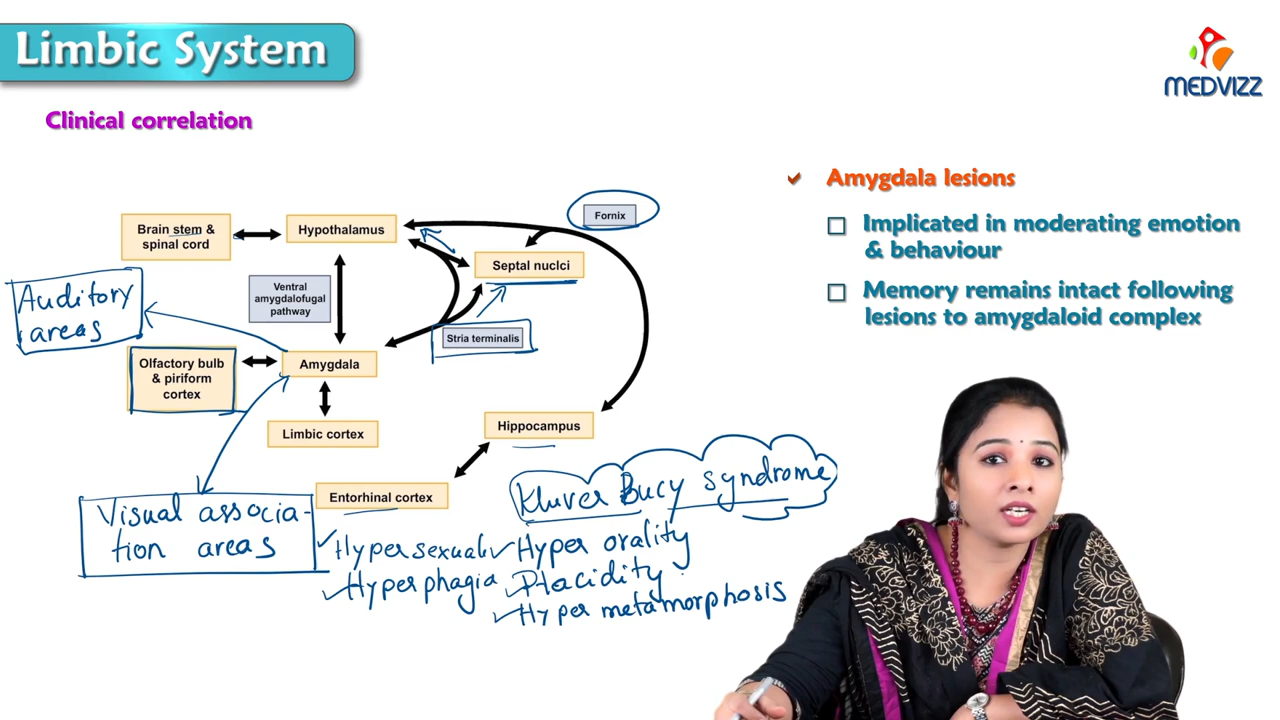 Limbic System
MEDVIZZ
Clinical correlation
Amygdala lesions
Implicated in moderating emotion
& behaviour
Memory remains intact following
lesions to amygdaloid complex
Fornix
Brain stem &
spinal cord
Hypothalamus
Septal nuclci
Ventral
amygdalofugal
pathway
Auditory
areas
Stria terminalis
Olfactory bulb
& piriform
cortex
Amygdala
Limbic cortex
Hippocampus
Entorhinal cortex
Kluver Bucy syndrome
Visual associa-
tion areas
Hypersexuali
Hyper orality
Hyperphagia
Placidity
Hyper metamorphosis